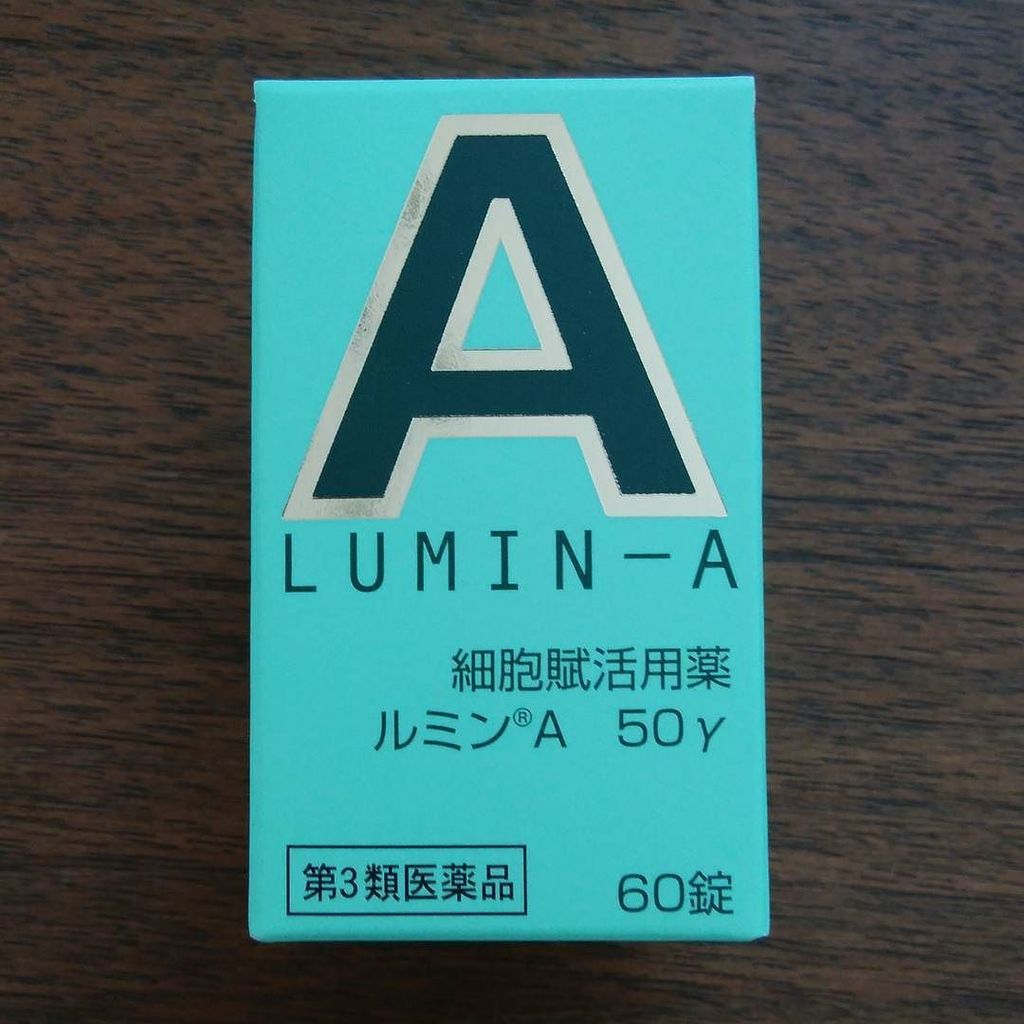 A
LUMIN-A
細胞賦活用薬
ルミン®A 50γ
第3類医薬品
60錠